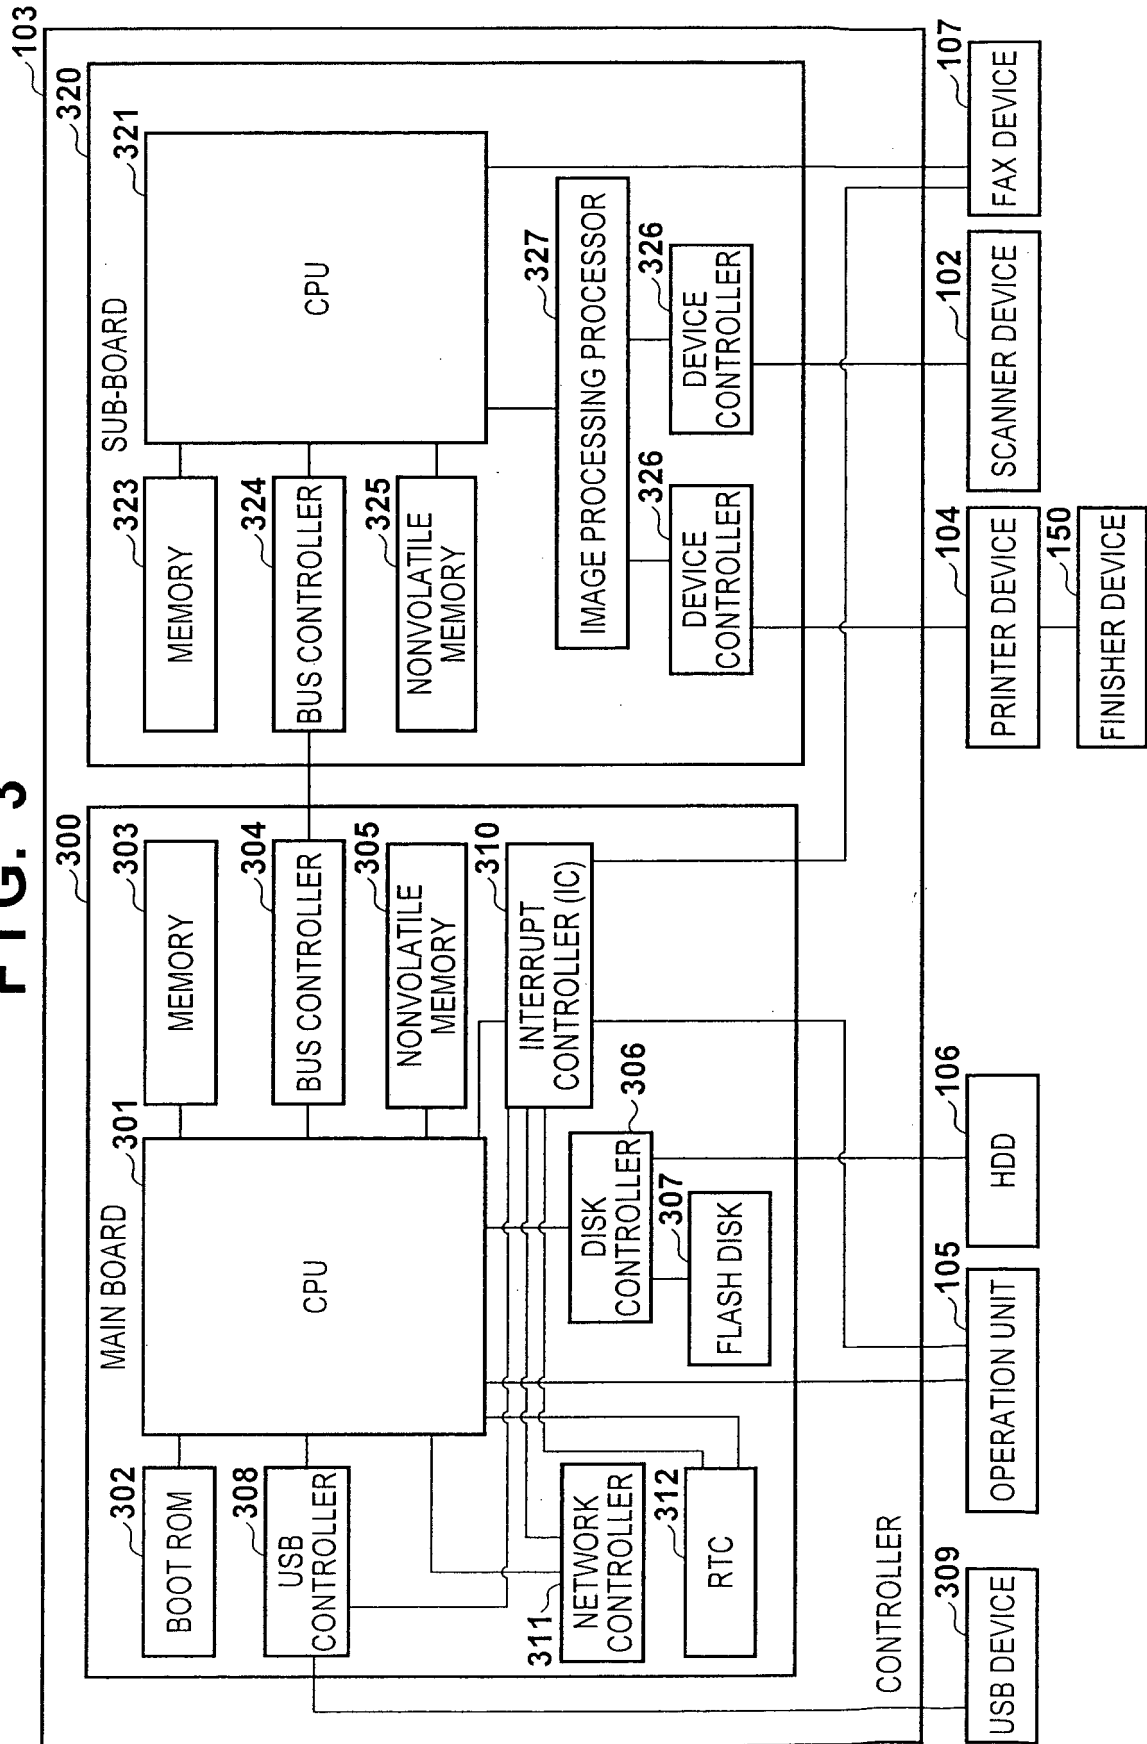 FIG. 3
103
300
MAIN BOARD
301
CPU
302
BOOT ROM
303
MEMORY
308
USB
CONTROLLER
304
BUS CONTROLLER
305
NONVOLATILE
MEMORY
310
INTERRUPT
CONTROLLER (IC)
311
NETWORK
CONTROLLER
312
RTC
306
DISK
CONTROLLER
307
FLASH DISK
320
SUB-BOARD
321
CPU
323
MEMORY
324
BUS CONTROLLER
325
NONVOLATILE
MEMORY
327
IMAGE PROCESSING PROCESSOR
326
DEVICE
CONTROLLER
326
DEVICE
CONTROLLER
CONTROLLER
309
USB DEVICE
105
OPERATION UNIT
106
HDD
104
PRINTER DEVICE
150
FINISHER DEVICE
102
SCANNER DEVICE
107
FAX DEVICE